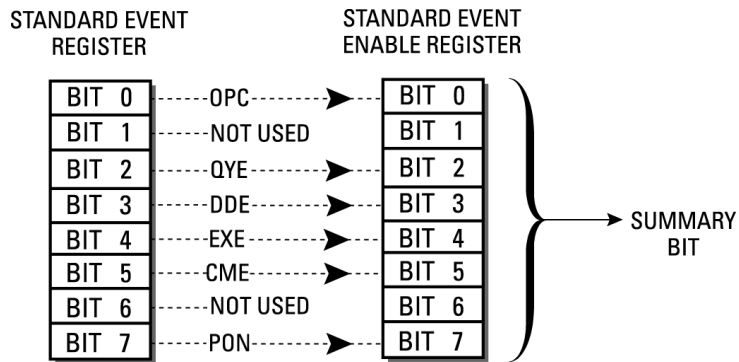 STANDARD EVENT
REGISTER
STANDARD EVENT
ENABLE REGISTER
BIT 0 OPC BIT 0
BIT 1 NOT USED BIT 1
BIT 2 QYE BIT 2
BIT 3 DDE BIT 3
BIT 4 EXE BIT 4
BIT 5 CME BIT 5
BIT 6 NOT USED BIT 6
BIT 7 PON BIT 7
SUMMARY
BIT